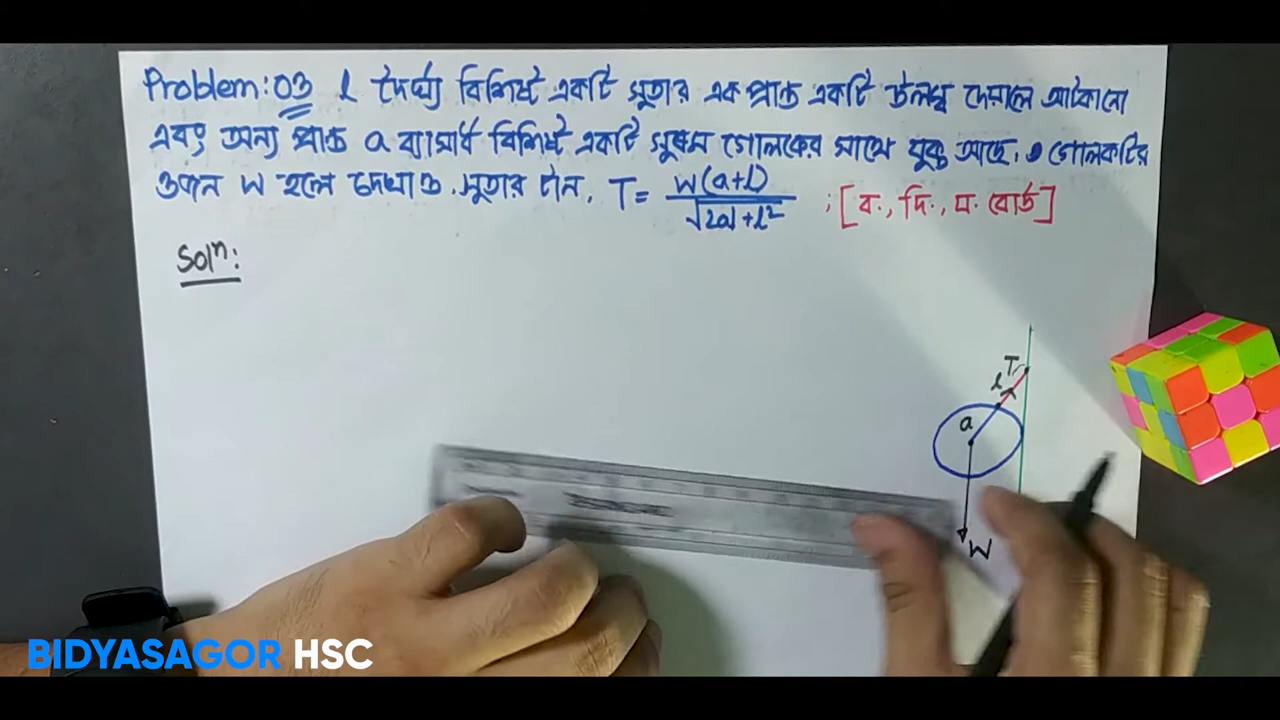 Problem: 03 l দৈর্ঘ্য বিশিষ্ট একটি সুতার এক প্রান্ত একটি উলম্ব দেয়ালে আটকানো
এবং অন্য প্রান্ত a ব্যাসার্ধ বিশিষ্ট একটি সুষম গোলকের সাথে যুক্ত আছে। গোলকটির
ওজন W হলে দেখাও সুতার টান, T = W(a+l)/√2al+l² ; [ব., দি., য. বোর্ড]
Solⁿ:
T
l
a
W
BIDYASAGOR HSC